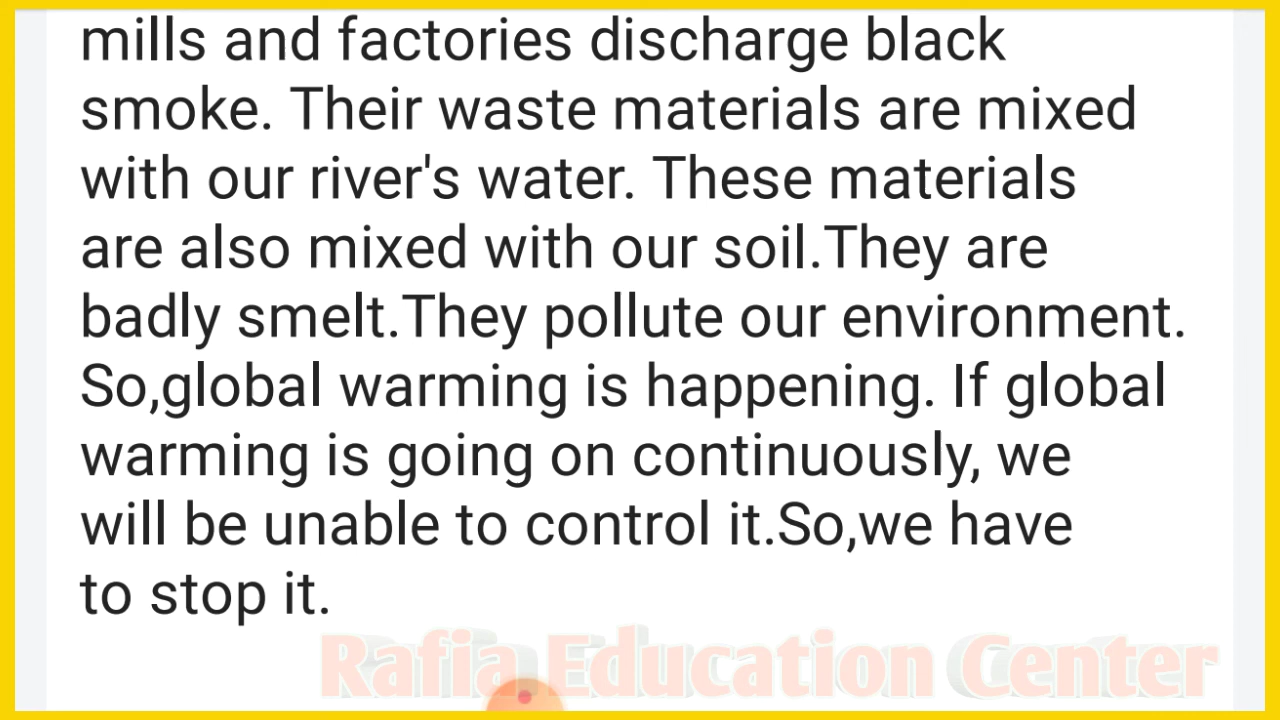 mills and factories discharge black
smoke. Their waste materials are mixed
with our river's water. These materials
are also mixed with our soil.They are
badly smelt.They pollute our environment.
So,global warming is happening. If global
warming is going on continuously, we
will be unable to control it.So,we have
to stop it.
Rafia Education Center